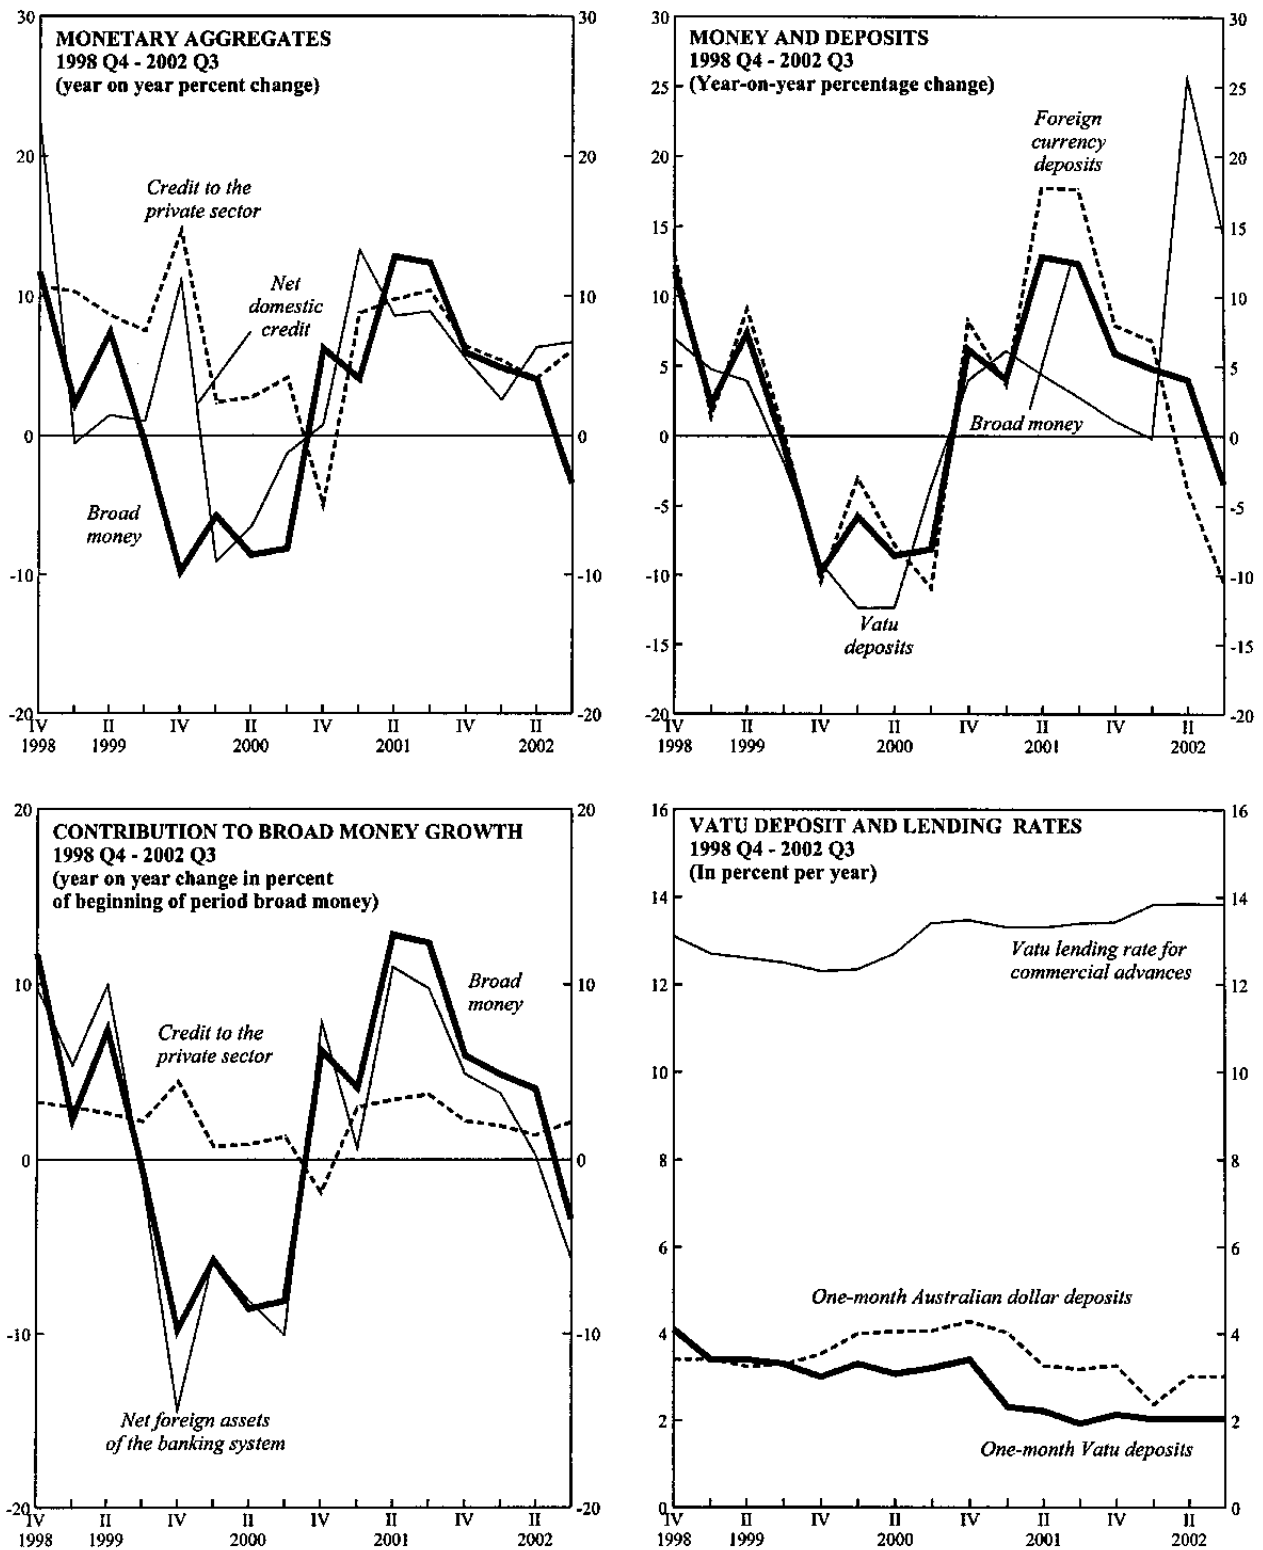 MONETARY AGGREGATES
1998 Q4 - 2002 Q3
(year on year percent change)
30
20
10
0
-10
-20
30
20
10
0
-10
-20
Credit to the
private sector
Net
domestic
credit
Broad
money
IV II IV II IV II IV II
1998 1999 2000 2001 2002
MONEY AND DEPOSITS
1998 Q4 - 2002 Q3
(Year-on-year percentage change)
30
25
20
15
10
5
0
-5
-10
-15
-20
30
25
20
15
10
5
0
-5
-10
-15
-20
Foreign
currency
deposits
Broad money
Vatu
deposits
IV II IV II IV II IV II
1998 1999 2000 2001 2002
CONTRIBUTION TO BROAD MONEY GROWTH
1998 Q4 - 2002 Q3
(year on year change in percent
of beginning of period broad money)
20
10
0
-10
-20
20
10
0
-10
-20
Broad
money
Credit to the
private sector
Net foreign assets
of the banking system
IV II IV II IV II IV II
1998 1999 2000 2001 2002
VATU DEPOSIT AND LENDING RATES
1998 Q4 - 2002 Q3
(In percent per year)
16
14
12
10
8
6
4
2
0
16
14
12
10
8
6
4
2
0
Vatu lending rate for
commercial advances
One-month Australian dollar deposits
One-month Vatu deposits
IV II IV II IV II IV II
1998 1999 2000 2001 2002